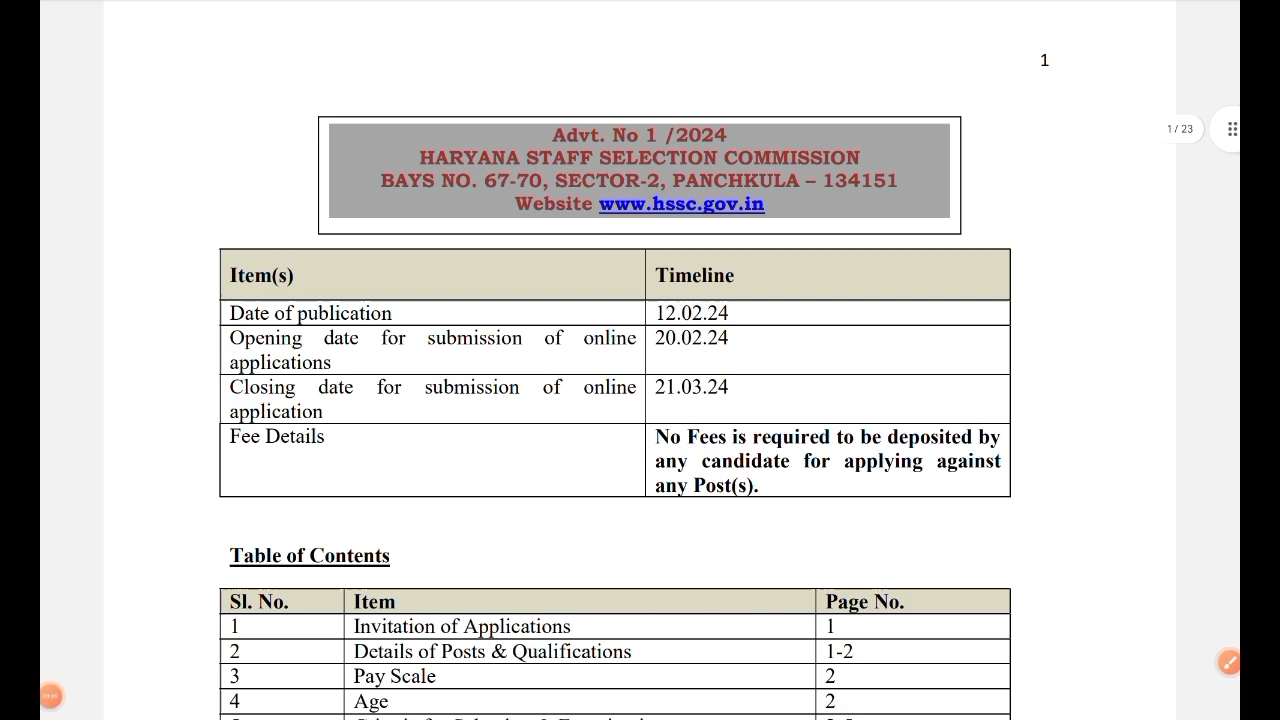 1
1 / 23
Advt. No 1 /2024
HARYANA STAFF SELECTION COMMISSION
BAYS NO. 67-70, SECTOR-2, PANCHKULA – 134151
Website www.hssc.gov.in
Item(s) Timeline
Date of publication 12.02.24
Opening date for submission of online 20.02.24
applications
Closing date for submission of online 21.03.24
application
Fee Details No Fees is required to be deposited by
any candidate for applying against
any Post(s).
Table of Contents
Sl. No. Item Page No.
1 Invitation of Applications 1
2 Details of Posts & Qualifications 1-2
3 Pay Scale 2
4 Age 2